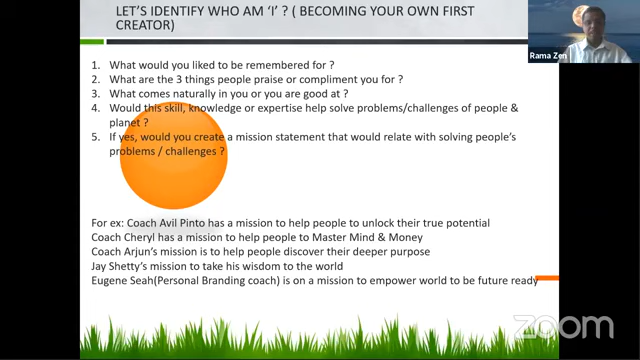 LET'S IDENTIFY WHO AM 'I' ? ( BECOMING YOUR OWN FIRST
CREATOR)
Rama Zen
1. What would you liked to be remembered for ?
2. What are the 3 things people praise or compliment you for ?
3. What comes naturally in you or you are good at ?
4. Would this skill, knowledge or expertise help solve problems/challenges of people &
planet ?
5. If yes, would you create a mission statement that would relate with solving people's
problems / challenges ?
For ex: Coach Avil Pinto has a mission to help people to unlock their true potential
Coach Cheryl has a mission to help people to Master Mind & Money
Coach Arjun's mission is to help people discover their deeper purpose
Jay Shetty's mission to take his wisdom to the world
Eugene Seah(Personal Branding coach) is on a mission to empower world to be future ready
zoom